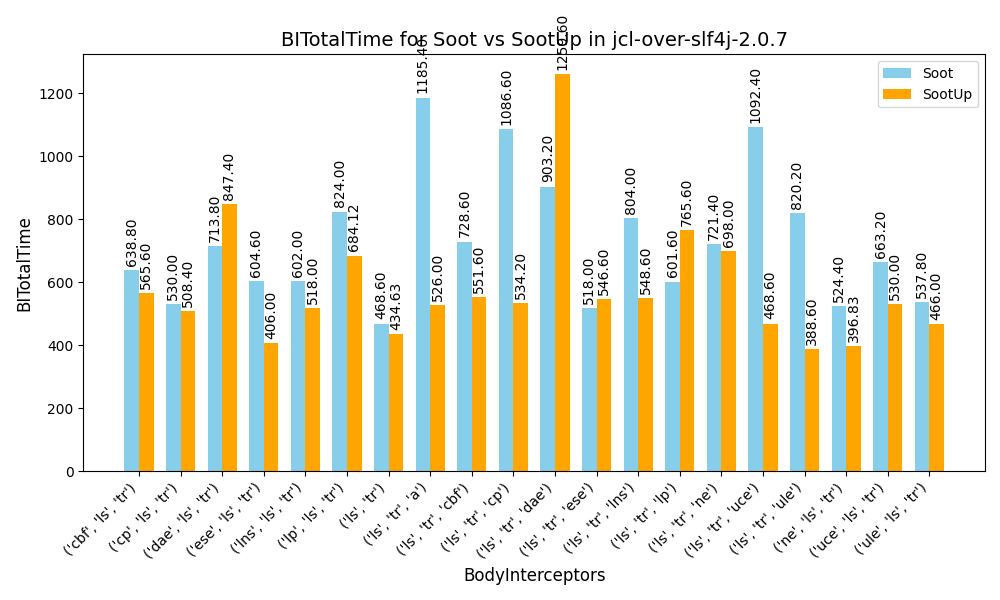 BITotalTime for Soot vs SootUp in jcl-over-slf4j-2.0.7
Soot
SootUp
BITotalTime
1200
1000
800
600
400
200
0
638.80
565.60
530.00
508.40
713.80
847.40
604.60
406.00
602.00
518.00
824.00
684.12
468.60
434.63
1185.40
526.00
728.60
551.60
1086.60
534.20
903.20
1259.60
518.00
546.60
804.00
548.60
601.60
765.60
721.40
698.00
1092.40
468.60
820.20
388.60
524.40
396.83
663.20
530.00
537.80
466.00
('cbf', 'ls', 'tr')
('cp', 'ls', 'tr')
('dae', 'ls', 'tr')
('ese', 'ls', 'tr')
('lns', 'ls', 'tr')
('lp', 'ls', 'tr')
('ls', 'tr')
('ls', 'tr', 'a')
('ls', 'tr', 'cbf')
('ls', 'tr', 'cp')
('ls', 'tr', 'dae')
('ls', 'tr', 'ese')
('ls', 'tr', 'lns')
('ls', 'tr', 'lp')
('ls', 'tr', 'ne')
('ls', 'tr', 'uce')
('ls', 'tr', 'ule')
('ne', 'ls', 'tr')
('uce', 'ls', 'tr')
('ule', 'ls', 'tr')
BodyInterceptors